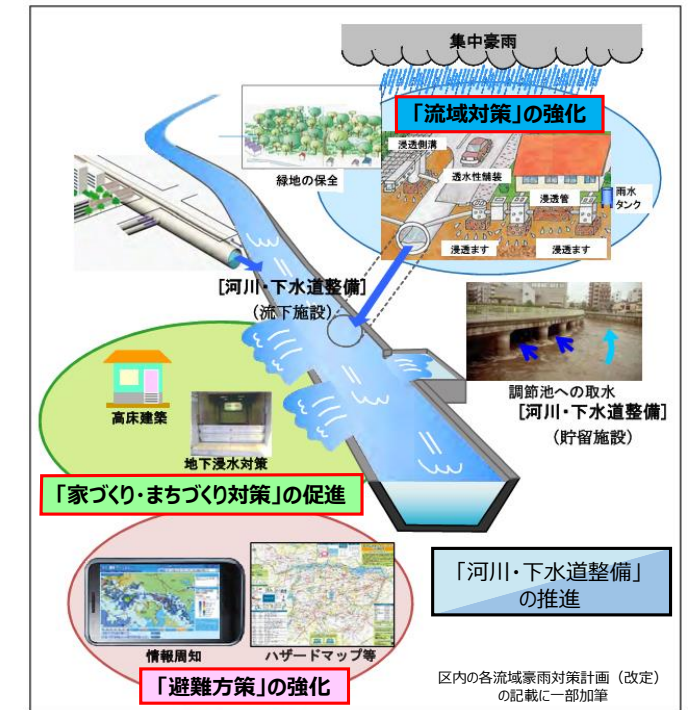 集中豪雨
「流域対策」の強化
浸透側溝
透水性舗装
緑地の保全
浸透管
雨水
タンク
浸透ます
浸透ます
[河川・下水道整備]
(流下施設)
調節池への取水
[河川・下水道整備]
(貯留施設)
高床建築
地下浸水対策
「家づくり・まちづくり対策」の促進
「河川・下水道整備」
の推進
情報周知
ハザードマップ等
「避難方策」の強化
区内の各流域豪雨対策計画（改定）
の記載に一部加筆